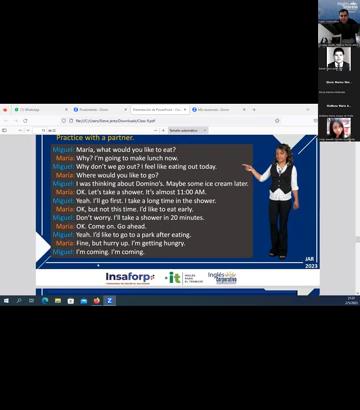 Practice with a partner.
Miguel: María, what would you like to eat?
María: Why? I'm going to make lunch now.
Miguel: Why don't we go out? I feel like eating out today.
María: Where would you like to go?
Miguel: I was thinking about Domino's. Maybe some ice cream later.
María: OK. Let's take a shower. It's almost 11:00 AM.
Miguel: Yeah. I'll go first. I take a long time in the shower.
María: OK, but not this time. I'd like to eat early.
Miguel: Don't worry. I'll take a shower in 20 minutes.
María: OK. Come on. Go ahead.
Miguel: Yeah. I'd like to go to a park after eating.
María: Fine, but hurry up. I'm getting hungry.
Miguel: I'm coming. I'm coming.
JAR
2023
insaforp
it
INGLÉS
PARA
EL TRABAJO
Inglés
Corporativo